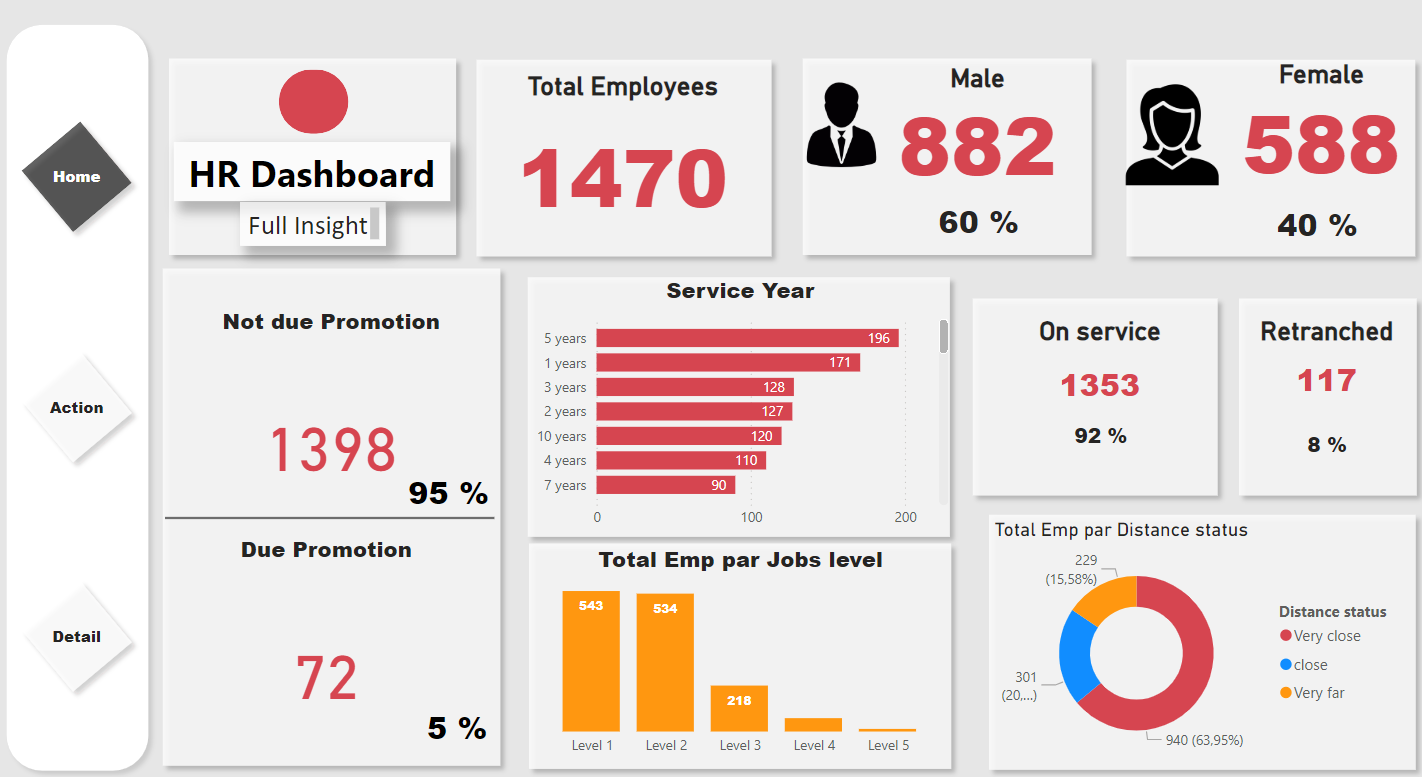 Home
Action
Detail
HR Dashboard
Full Insight
Total Employees
1470
Male
882
60 %
Female
588
40 %
Not due Promotion
1398
95 %
Due Promotion
72
5 %
Service Year
5 years 196
1 years 171
3 years 128
2 years 127
10 years 120
4 years 110
7 years 90
0 100 200
On service
1353
92 %
Retranched
117
8 %
Total Emp par Jobs level
543 534 218
Level 1 Level 2 Level 3 Level 4 Level 5
Total Emp par Distance status
229
(15,58%)
301
(20,...)
940 (63,95%)
Distance status
Very close
close
Very far